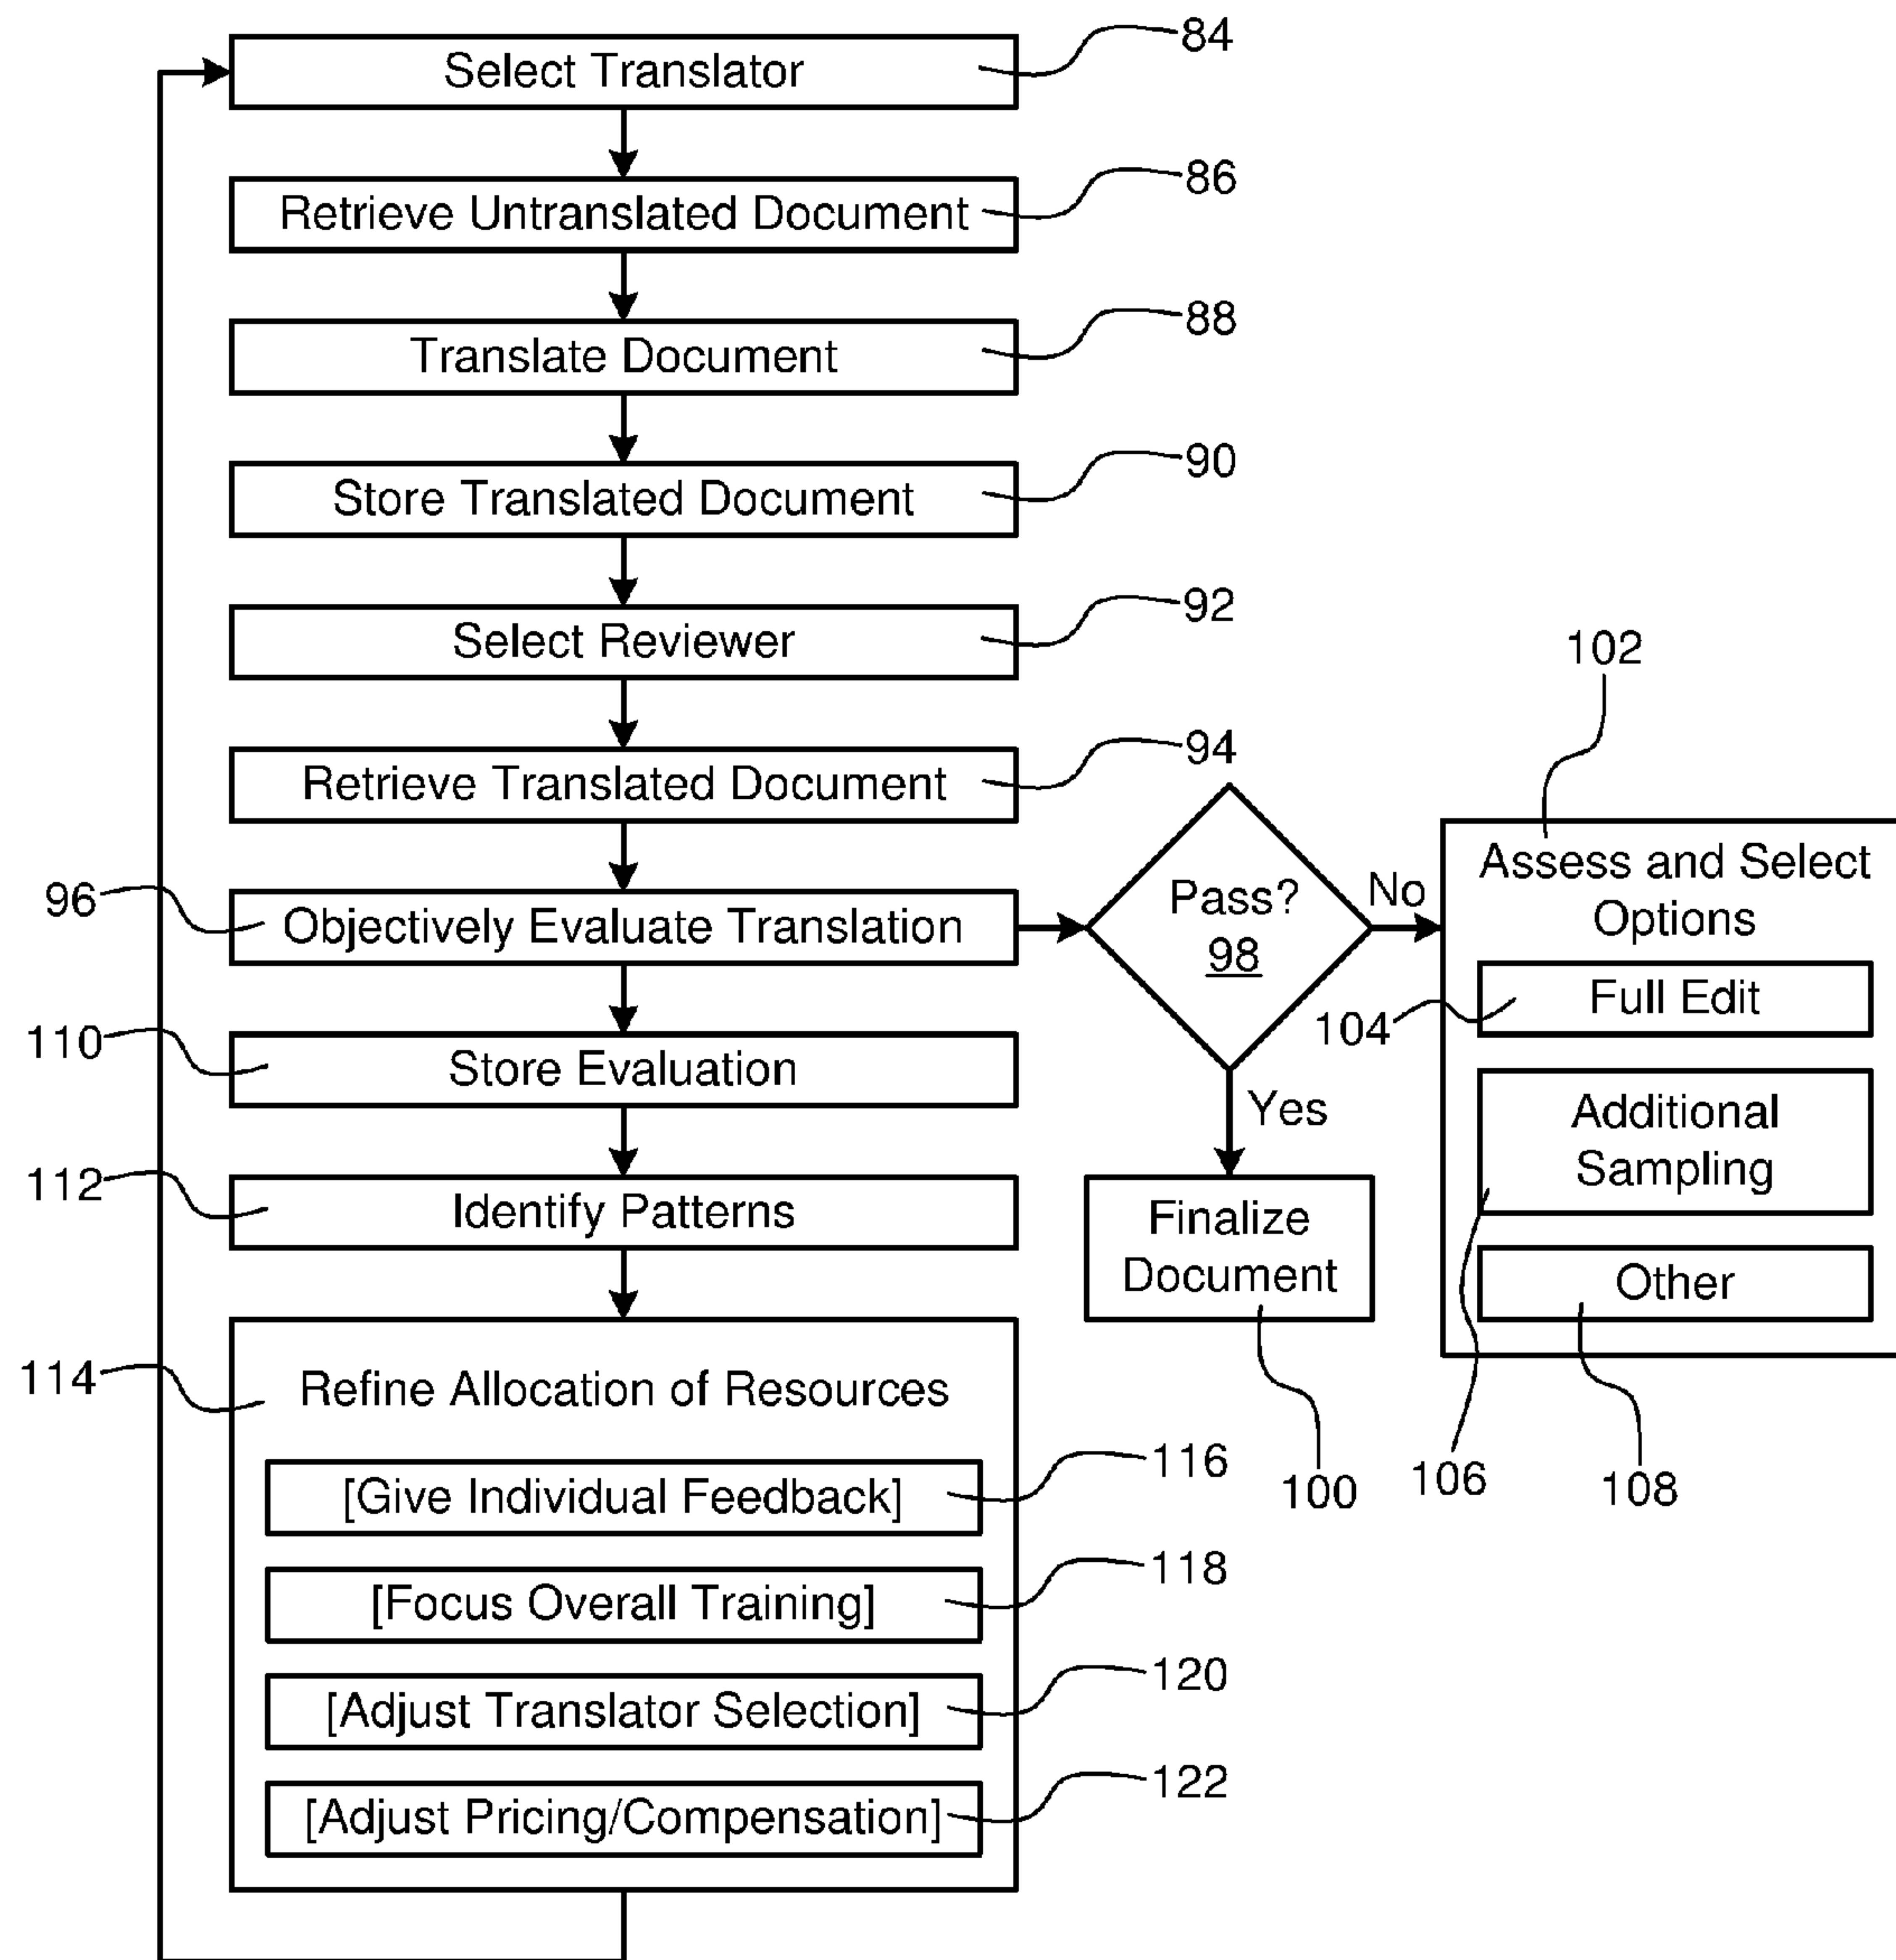 Select Translator
84
Retrieve Untranslated Document
86
Translate Document
88
Store Translated Document
90
Select Reviewer
92
Retrieve Translated Document
94
96
Objectively Evaluate Translation
Pass?
98
No
Yes
102
Assess and Select
Options
104
Full Edit
Additional
Sampling
106
Other
108
Finalize
Document
100
110
Store Evaluation
112
Identify Patterns
114
Refine Allocation of Resources
[Give Individual Feedback]
116
[Focus Overall Training]
118
[Adjust Translator Selection]
120
[Adjust Pricing/Compensation]
122